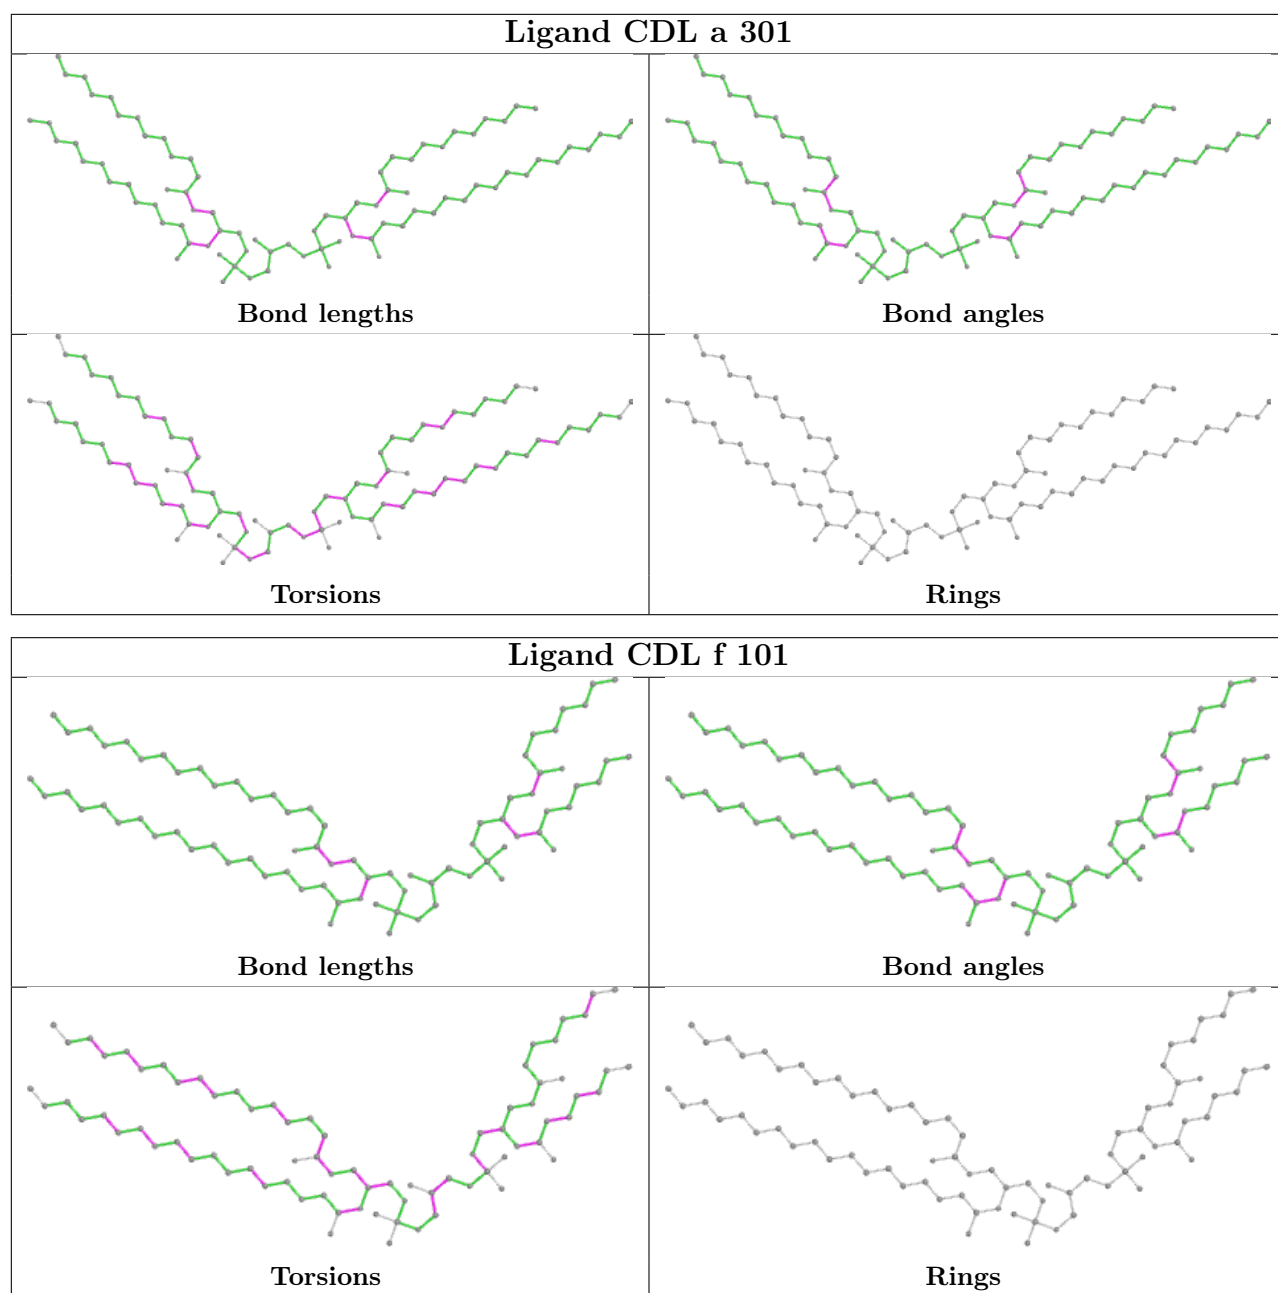 Ligand CDL a 301
Bond lengths
Bond angles
Torsions
Rings
Ligand CDL f 101
Bond lengths
Bond angles
Torsions
Rings